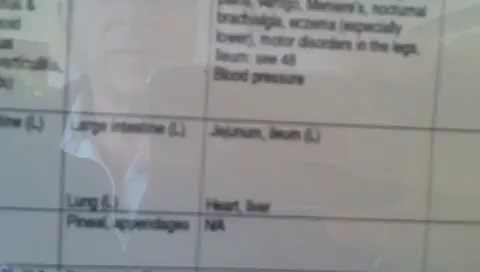 pains, vertigo, Meniere's, nocturnal
brachialgia, eczema (especially
lower), motor disorders in the legs,
Ileum: see 48
Blood pressure
Large intestine (L)
Jejunum, ileum (L)
Lung (L)
Heart, liver
Pineal, appendages
N/A